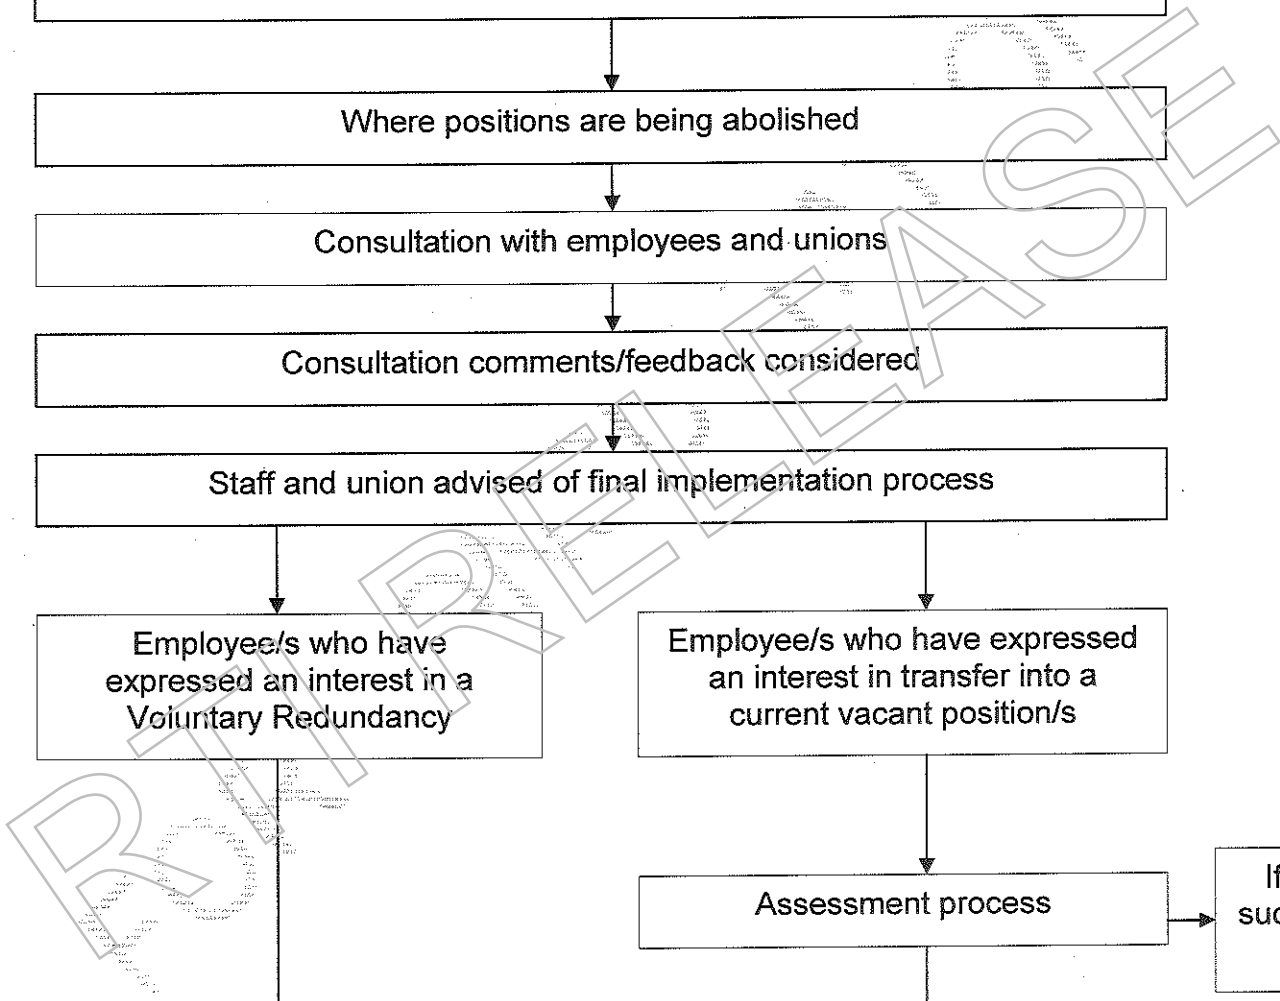 Where positions are being abolished
Consultation with employees and unions
Consultation comments/feedback considered
Staff and union advised of final implementation process
Employee/s who have
expressed an interest in a
Voluntary Redundancy
Employee/s who have expressed
an interest in transfer into a
current vacant position/s
Assessment process
If
RTI RELEASE